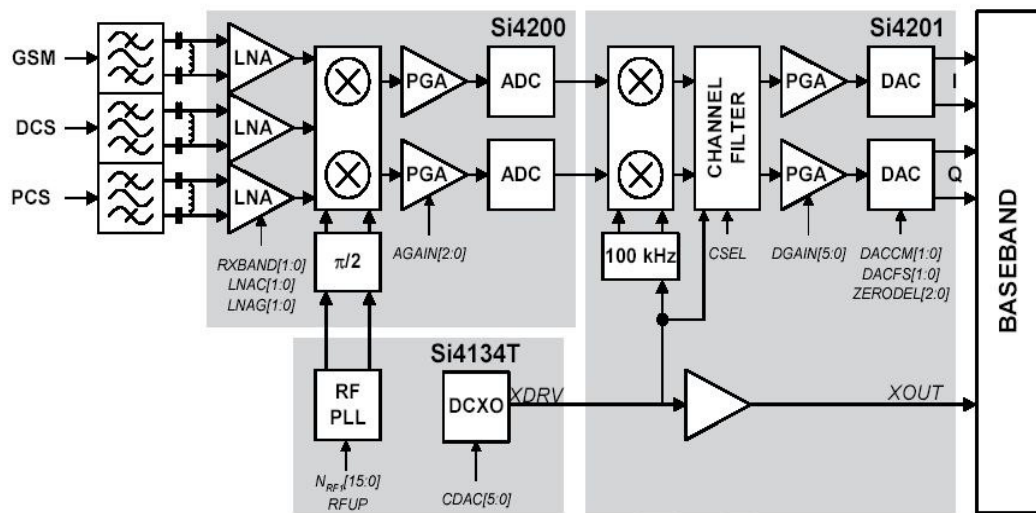 Si4200
Si4201
GSM
DCS
PCS
LNA
LNA
LNA
PGA
ADC
PGA
ADC
CHANNEL
FILTER
PGA
DAC
I
PGA
DAC
Q
BASEBAND
RXBAND[1:0]
LNAC[1:0]
LNAG[1:0]
π/2
AGAIN[2:0]
100 kHz
CSEL
DGAIN[5:0]
DACCM[1:0]
DACFS[1:0]
ZERODEL[2:0]
Si4134T
RF
PLL
DCXO
XDRV
XOUT
NRF1[15:0]
RFUP
CDAC[5:0]